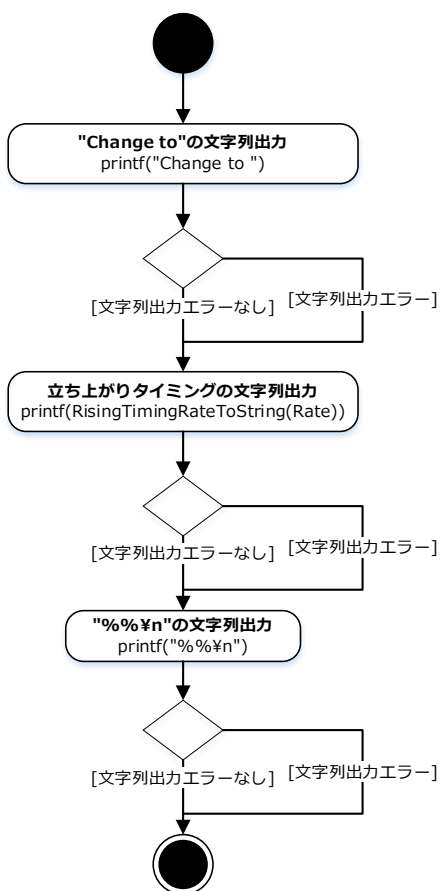 "Change to"の文字列出力
printf("Change to ")
[文字列出力エラーなし]
[文字列出力エラー]
立ち上がりタイミングの文字列出力
printf(RisingTimingRateToString(Rate))
[文字列出力エラーなし]
[文字列出力エラー]
"%%¥n"の文字列出力
printf("%%¥n")
[文字列出力エラーなし]
[文字列出力エラー]